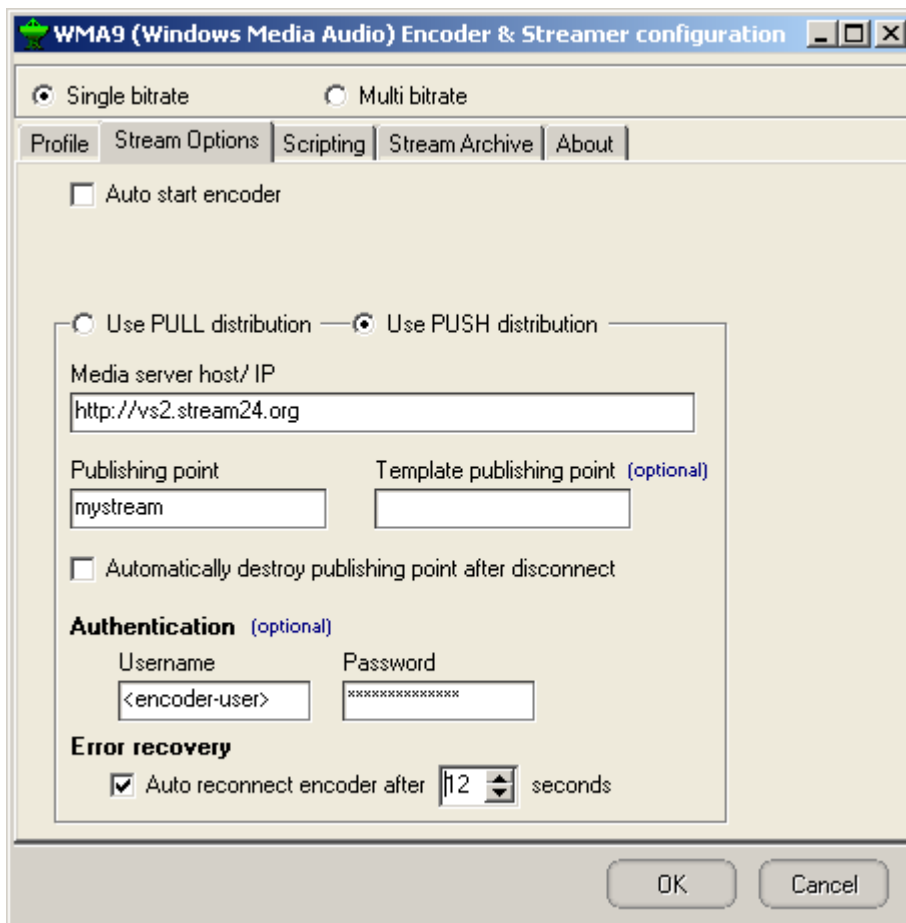 WMA9 (Windows Media Audio) Encoder & Streamer configuration
Single bitrate Multi bitrate
Profile Stream Options Scripting Stream Archive About
Auto start encoder
Use PULL distribution Use PUSH distribution
Media server host/ IP
http://vs2.stream24.org
Publishing point Template publishing point (optional)
mystream
Automatically destroy publishing point after disconnect
Authentication (optional)
Username Password
<encoder-user> **************
Error recovery
Auto reconnect encoder after 12 seconds
OK Cancel